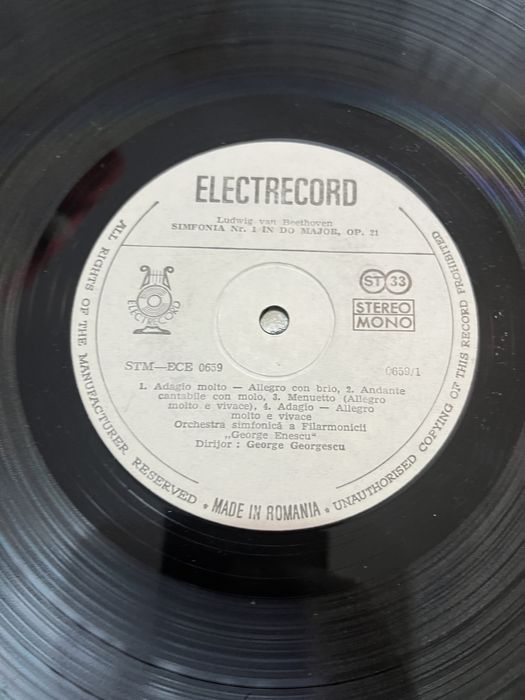 ELECTRECORD
Ludwig van Beethoven
SIMFONIA Nr. 1 IN DO MAJOR, OP. 21
ELECTRECORD
ST 33
STEREO
MONO
STM—ECE 0659
0659/1
1. Adagio molto — Allegro con brio, 2. Andante
cantabile con molo, 3. Menuetto (Allegro
molto e vivace), 4. Adagio — Allegro
molto e vivace
Orchestra simfonică a Filarmonicii
„George Enescu“
Dirijor : George Georgescu
ALL RIGHTS OF THE MANUFACTURER RESERVED * MADE IN ROMANIA * UNAUTHORISED COPYING OF THIS RECORD PROHIBITED